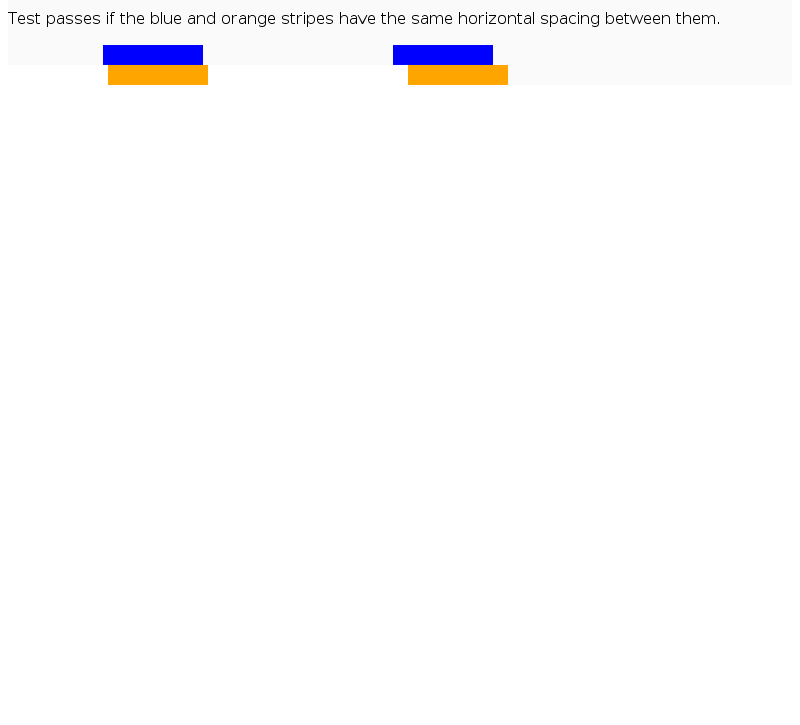 Test passes if the blue and orange stripes have the same horizontal spacing between them.